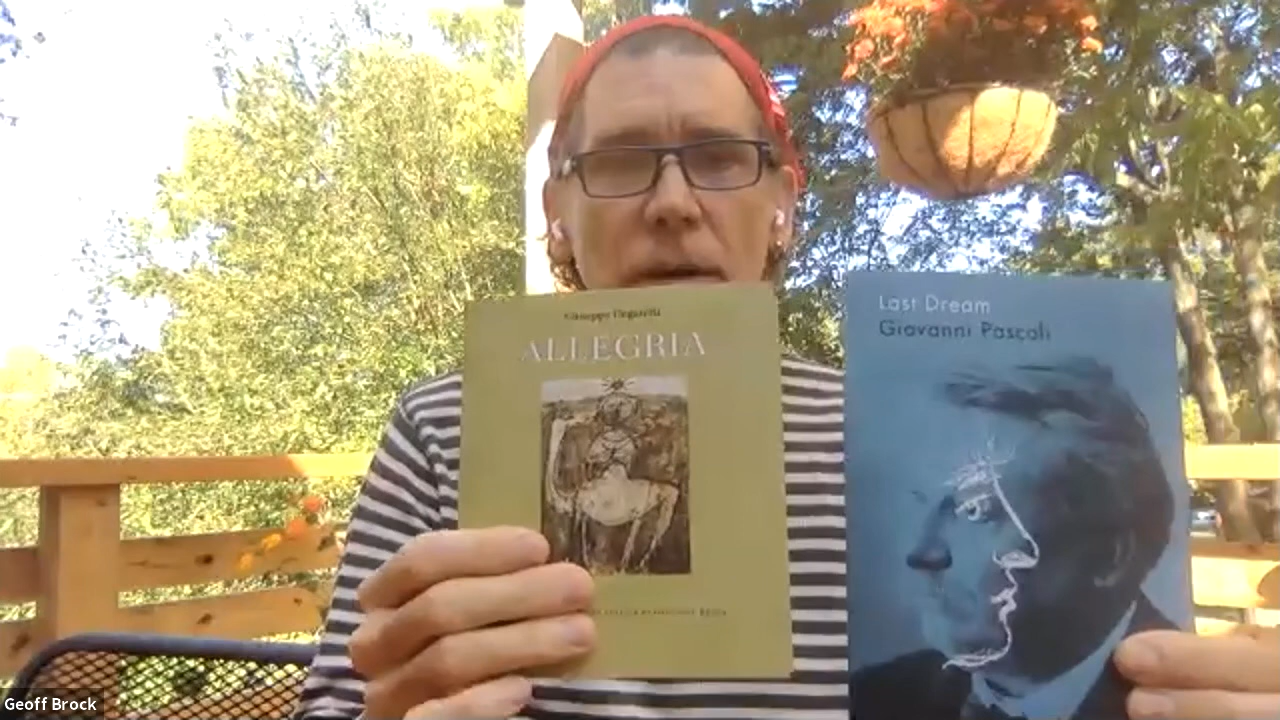 Giuseppe Ungaretti
ALLEGRIA
Last Dream
Giovanni Pascoli
Geoff Brock